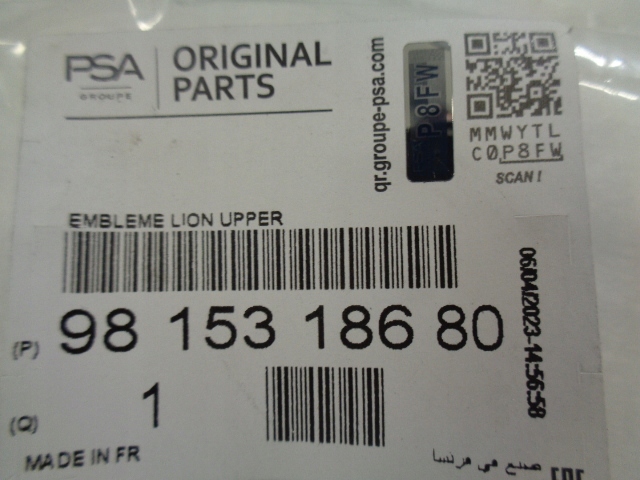 PSA
GROUPE
ORIGINAL
PARTS
qr.groupe-psa.com
P8FW
MMWYTL
C0P8FW
SCAN !
EMBLEME LION UPPER
(P) 98 153 186 80
(Q) 1
06/04/2023-14:56:58
MADE IN FR
صنع في فرنسا